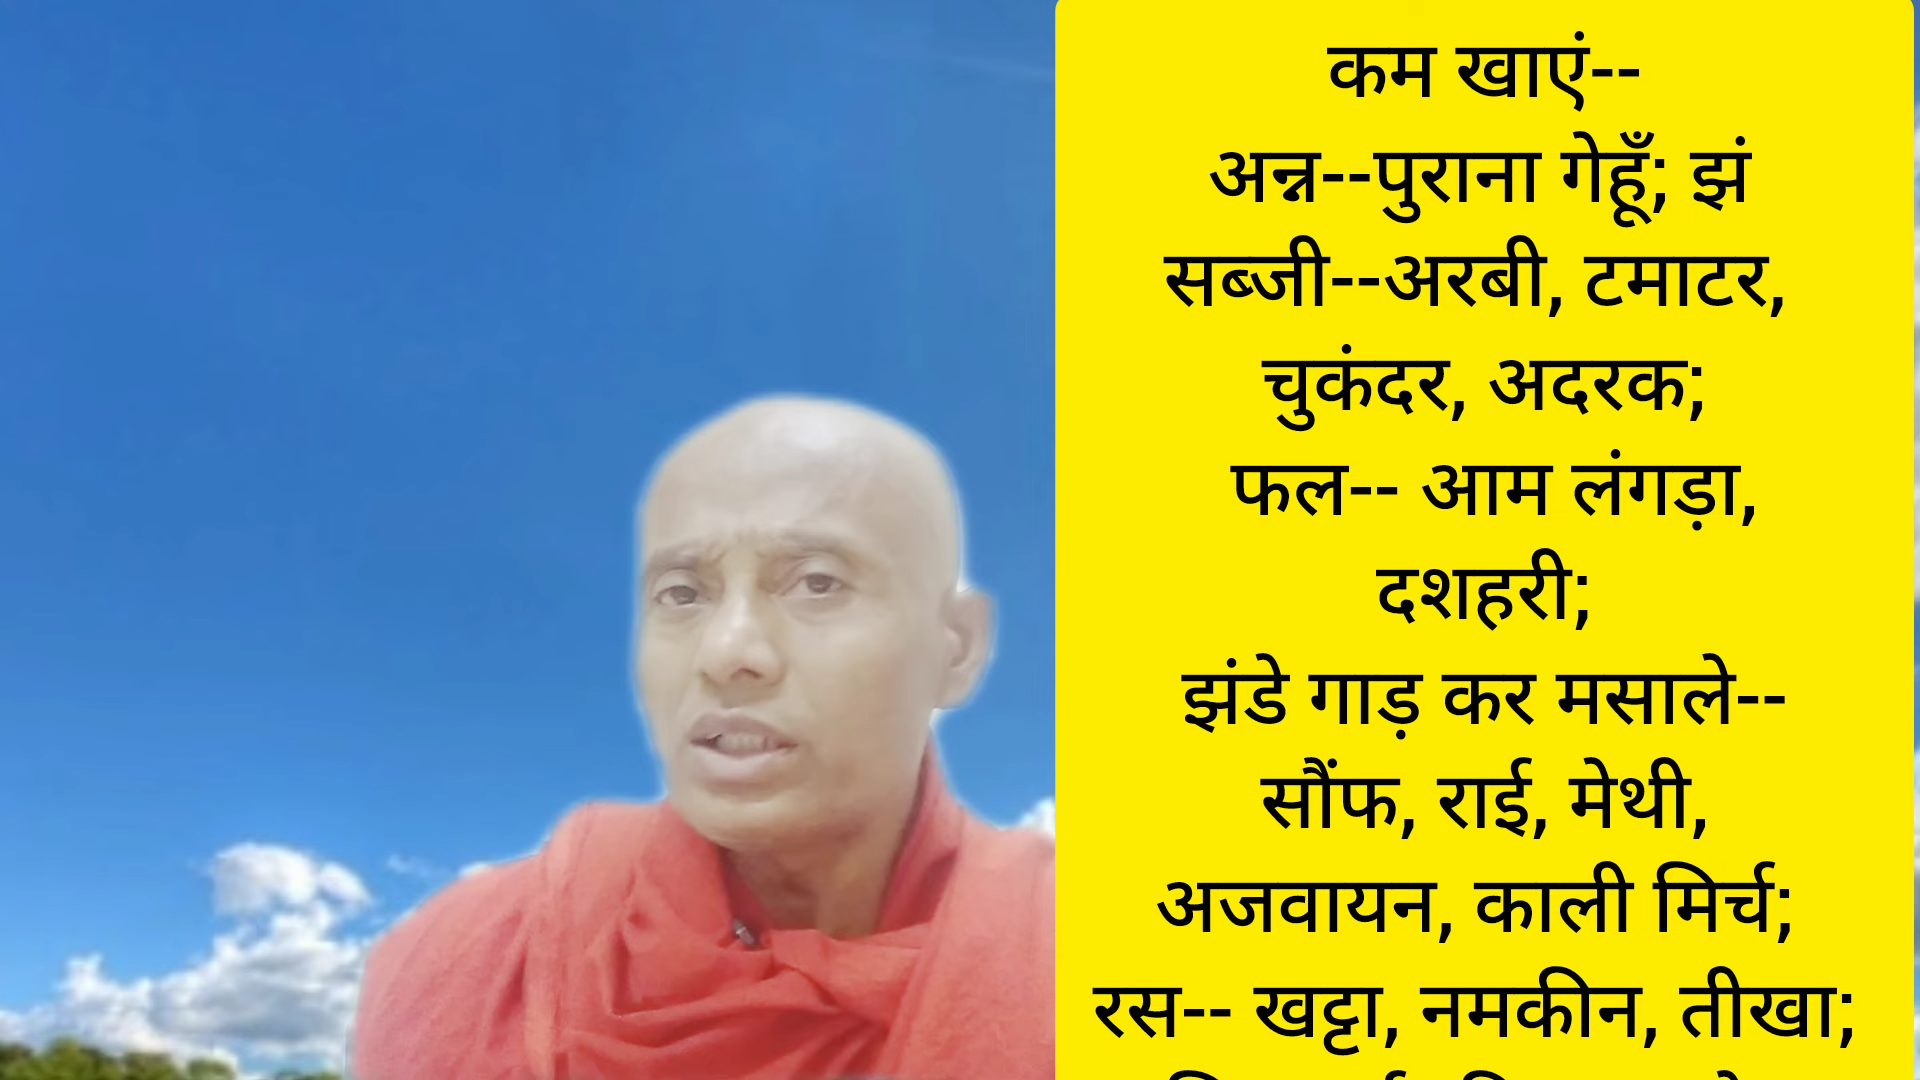 कम खाएं--
अन्न--पुराना गेहूँ; झं
सब्जी--अरबी, टमाटर,
चुकंदर, अदरक;
फल-- आम लंगड़ा,
दशहरी;
झंडे गाड़ कर मसाले--
सौंफ, राई, मेथी,
अजवायन, काली मिर्च;
रस-- खट्टा, नमकीन, तीखा;